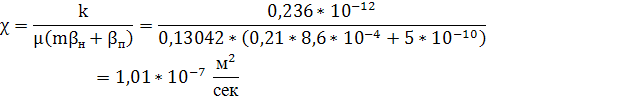 χ = k / μ(mβн + βп) = 0,236 * 10⁻¹² / 0,13042 * (0,21 * 8,6 * 10⁻⁴ + 5 * 10⁻¹⁰)
= 1,01 * 10⁻⁷ м² / сек